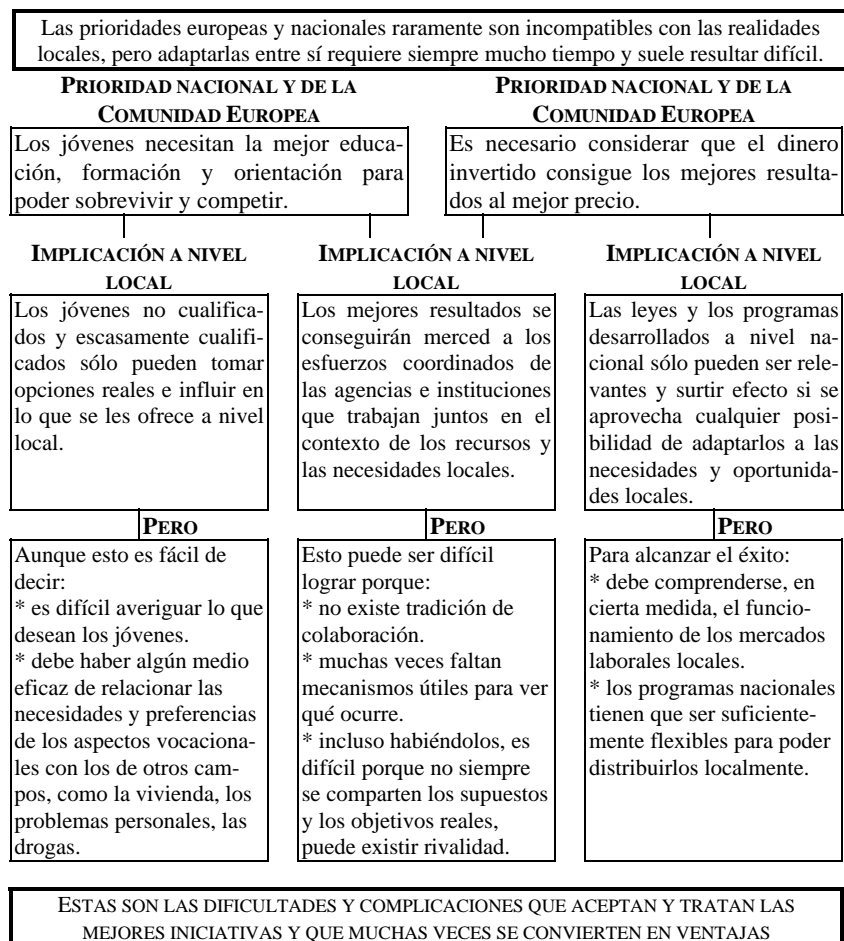 Las prioridades europeas y nacionales raramente son incompatibles con las realidades
locales, pero adaptarlas entre sí requiere siempre mucho tiempo y suele resultar difícil.
PRIORIDAD NACIONAL Y DE LA
COMUNIDAD EUROPEA
Los jóvenes necesitan la mejor educa-
ción, formación y orientación para
poder sobrevivir y competir.
PRIORIDAD NACIONAL Y DE LA
COMUNIDAD EUROPEA
Es necesario considerar que el dinero
invertido consigue los mejores resulta-
dos al mejor precio.
IMPLICACIÓN A NIVEL
LOCAL
Los jóvenes no cualifica-
dos y escasamente cualifi-
cados sólo pueden tomar
opciones reales e influir en
lo que se les ofrece a nivel
local.
IMPLICACIÓN A NIVEL
LOCAL
Los mejores resultados se
conseguirán merced a los
esfuerzos coordinados de
las agencias e instituciones
que trabajan juntos en el
contexto de los recursos y
las necesidades locales.
IMPLICACIÓN A NIVEL
LOCAL
Las leyes y los programas
desarrollados a nivel na-
cional sólo pueden ser rele-
vantes y surtir efecto si se
aprovecha cualquier posi-
bilidad de adaptarlos a las
necesidades y oportunida-
des locales.
PERO
Aunque esto es fácil de
decir:
* es difícil averiguar lo que
desean los jóvenes.
* debe haber algún medio
eficaz de relacionar las
necesidades y preferencias
de los aspectos vocaciona-
les con los de otros cam-
pos, como la vivienda, los
problemas personales, las
drogas.
PERO
Esto puede ser difícil
lograr porque:
* no existe tradición de
colaboración.
* muchas veces faltan
mecanismos útiles para ver
qué ocurre.
* incluso habiéndolos, es
difícil porque no siempre
se comparten los supuestos
y los objetivos reales,
puede existir rivalidad.
PERO
Para alcanzar el éxito:
* debe comprenderse, en
cierta medida, el funcio-
namiento de los mercados
laborales locales.
* los programas nacionales
tienen que ser suficiente-
mente flexibles para poder
distribuirlos localmente.
ESTAS SON LAS DIFICULTADES Y COMPLICACIONES QUE ACEPTAN Y TRATAN LAS
MEJORES INICIATIVAS Y QUE MUCHAS VECES SE CONVIERTEN EN VENTAJAS